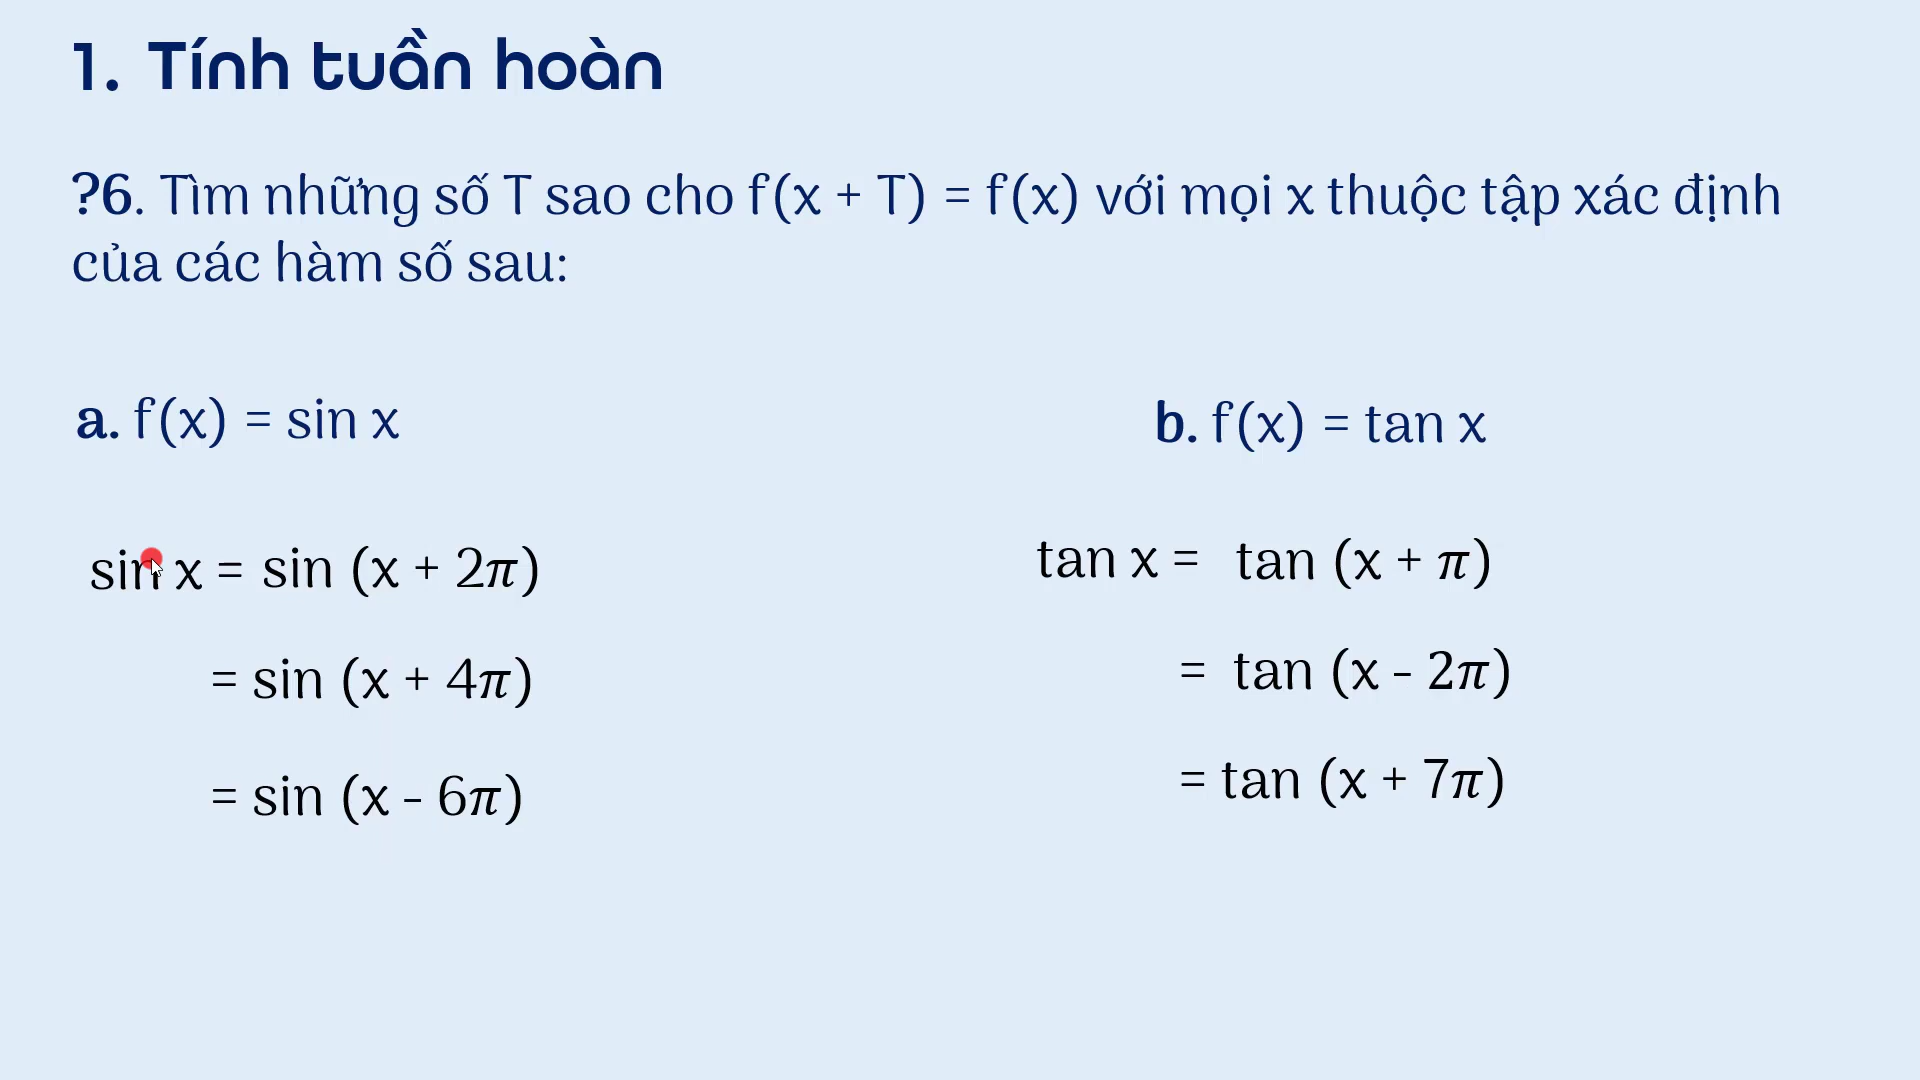 1. Tính tuần hoàn
?6. Tìm những số T sao cho f(x + T) = f(x) với mọi x thuộc tập xác định
của các hàm số sau:
a. f(x) = sin x
sin x = sin (x + 2π)
= sin (x + 4π)
= sin (x - 6π)
b. f(x) = tan x
tan x = tan (x + π)
= tan (x - 2π)
= tan (x + 7π)